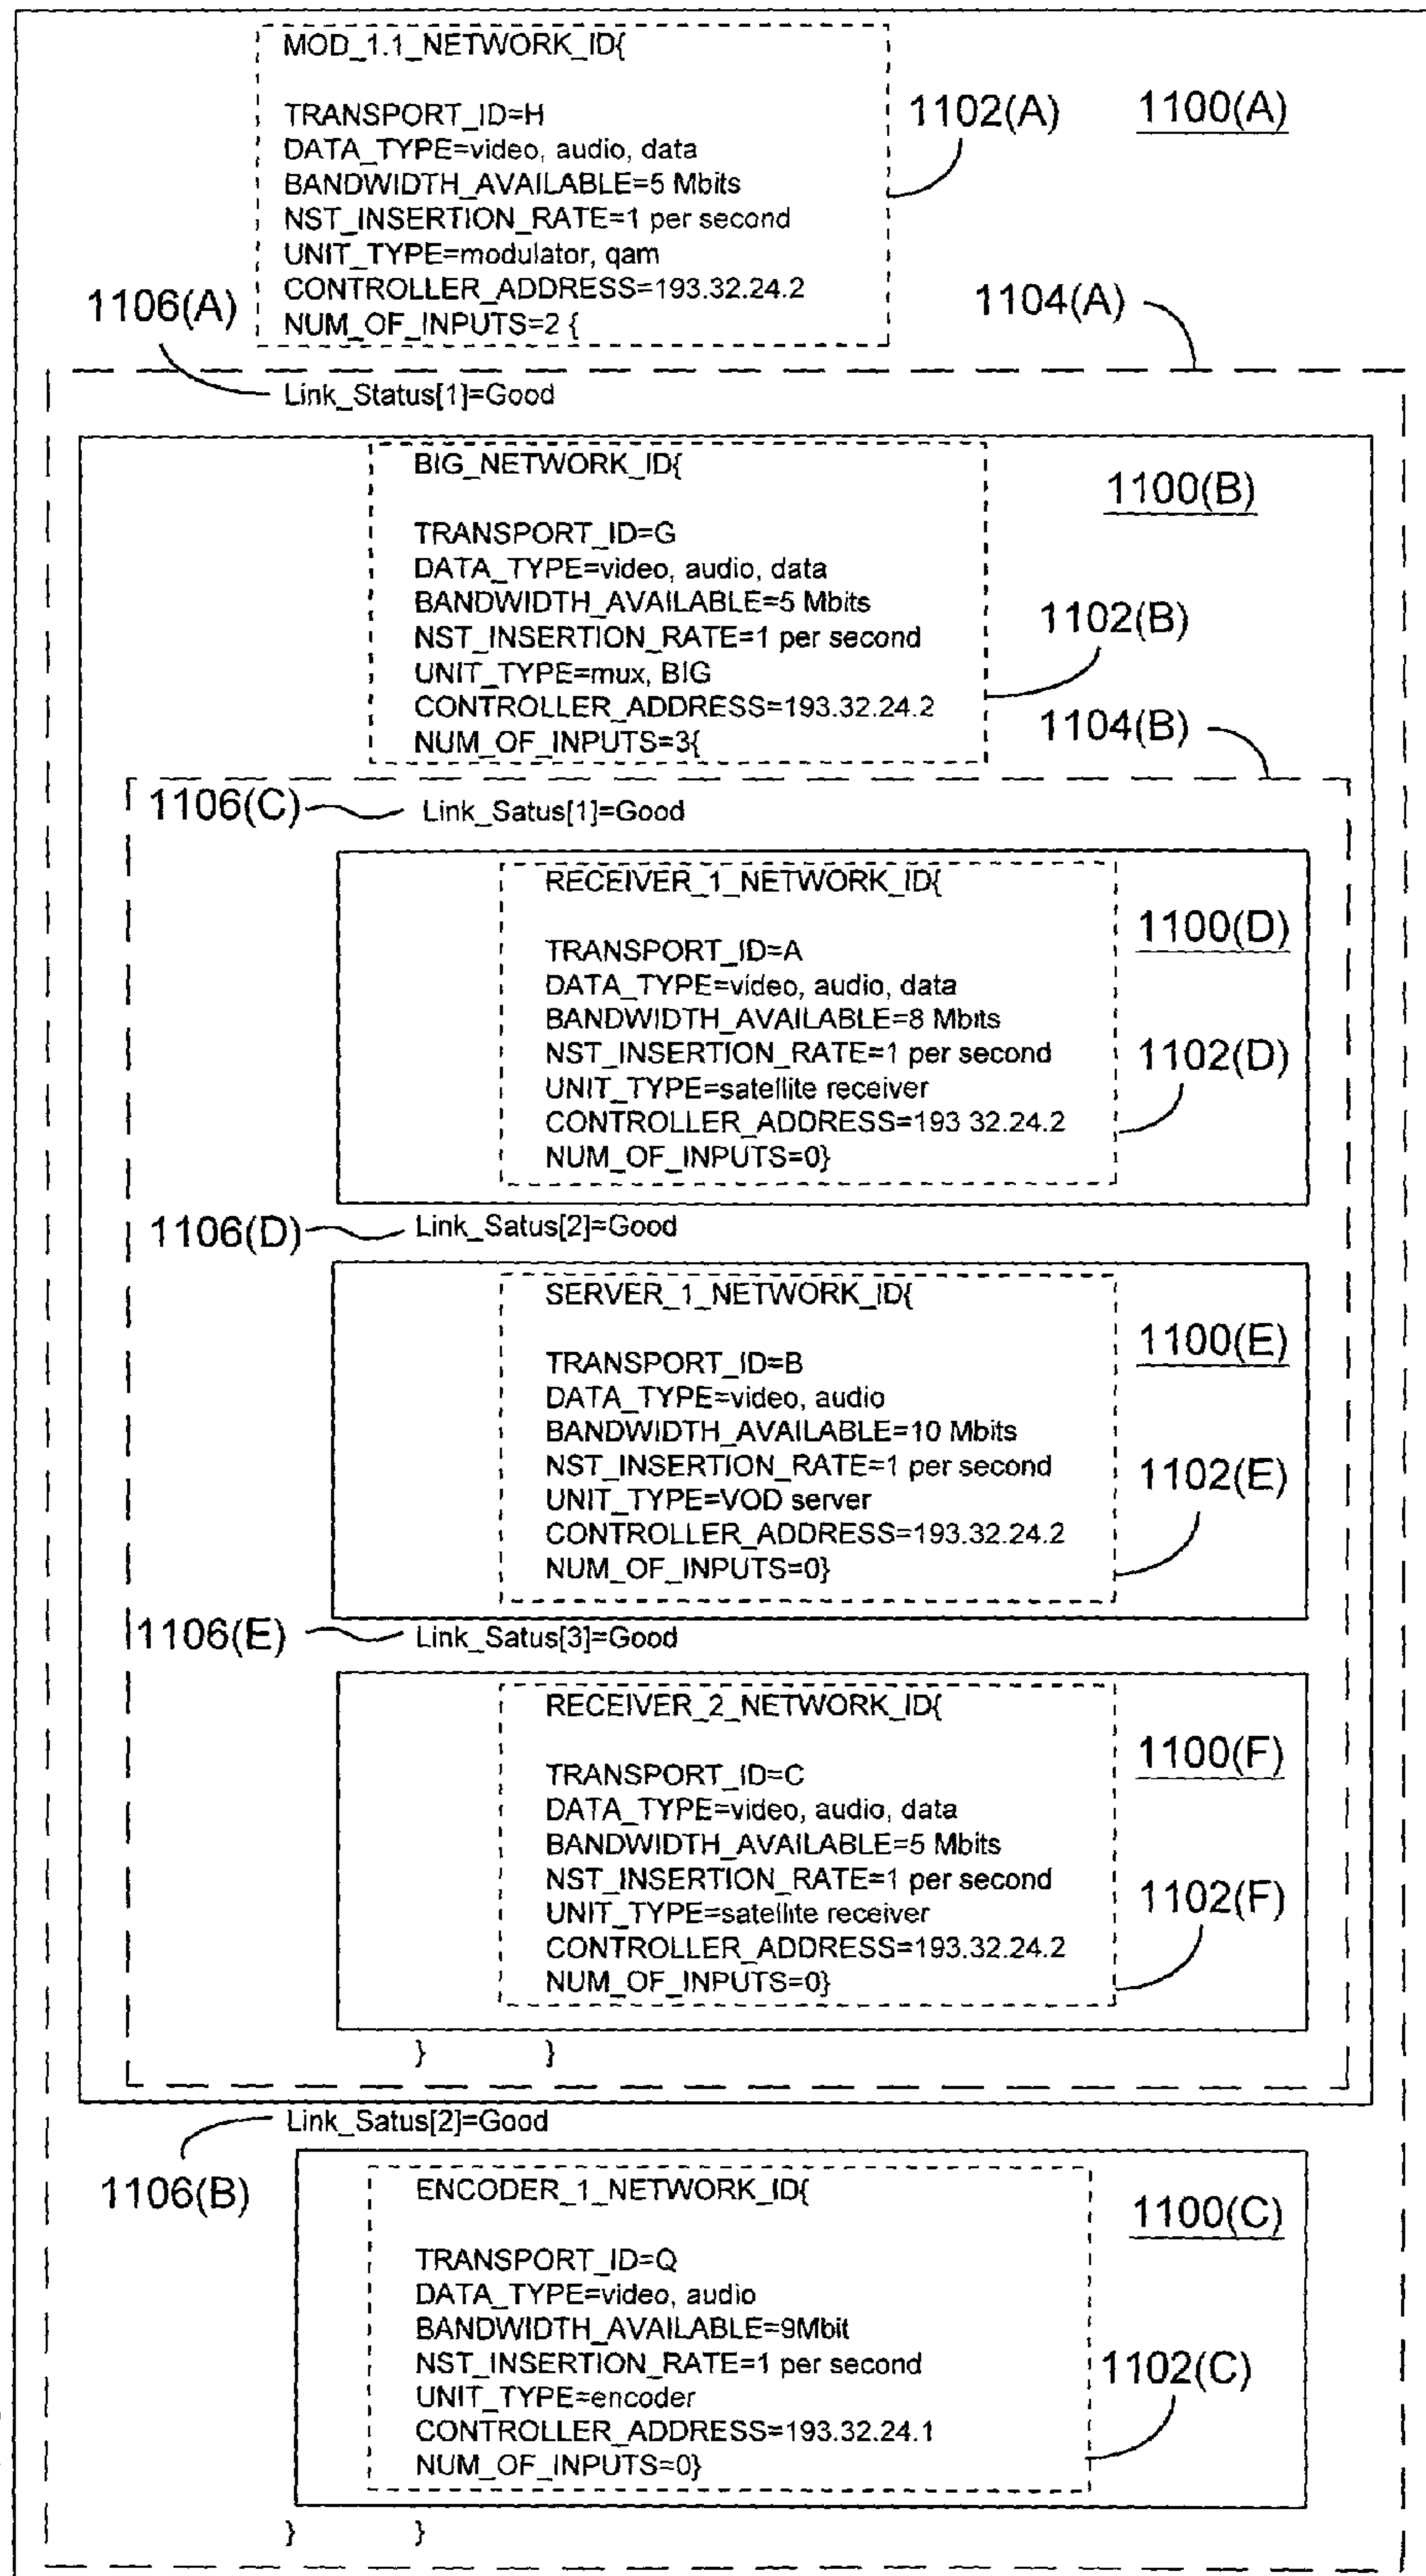 MOD_1.1_NETWORK_ID{
1102(A)
1100(A)
TRANSPORT_ID=H
DATA_TYPE=video, audio, data
BANDWIDTH_AVAILABLE=5 Mbits
NST_INSERTION_RATE=1 per second
UNIT_TYPE=modulator, qam
CONTROLLER_ADDRESS=193.32.24.2
NUM_OF_INPUTS=2 {
1106(A)
1104(A)
Link_Status[1]=Good
BIG_NETWORK_ID{
1100(B)
TRANSPORT_ID=G
DATA_TYPE=video, audio, data
BANDWIDTH_AVAILABLE=5 Mbits
NST_INSERTION_RATE=1 per second
UNIT_TYPE=mux, BIG
CONTROLLER_ADDRESS=193.32.24.2
NUM_OF_INPUTS=3{
1102(B)
1104(B)
1106(C)
Link_Satus[1]=Good
RECEIVER_1_NETWORK_ID{
1100(D)
TRANSPORT_ID=A
DATA_TYPE=video, audio, data
BANDWIDTH_AVAILABLE=8 Mbits
NST_INSERTION_RATE=1 per second
UNIT_TYPE=satellite receiver
CONTROLLER_ADDRESS=193 32.24.2
NUM_OF_INPUTS=0}
1102(D)
1106(D)
Link_Satus[2]=Good
SERVER_1_NETWORK_ID{
1100(E)
TRANSPORT_ID=B
DATA_TYPE=video, audio
BANDWIDTH_AVAILABLE=10 Mbits
NST_INSERTION_RATE=1 per second
UNIT_TYPE=VOD server
CONTROLLER_ADDRESS=193.32.24.2
NUM_OF_INPUTS=0}
1102(E)
1106(E)
Link_Satus[3]=Good
RECEIVER_2_NETWORK_ID{
1100(F)
TRANSPORT_ID=C
DATA_TYPE=video, audio, data
BANDWIDTH_AVAILABLE=5 Mbits
NST_INSERTION_RATE=1 per second
UNIT_TYPE=satellite receiver
CONTROLLER_ADDRESS=193.32.24.2
NUM_OF_INPUTS=0}
1102(F)
} }
Link_Satus[2]=Good
1106(B)
ENCODER_1_NETWORK_ID{
1100(C)
TRANSPORT_ID=Q
DATA_TYPE=video, audio
BANDWIDTH_AVAILABLE=9Mbit
NST_INSERTION_RATE=1 per second
UNIT_TYPE=encoder
CONTROLLER_ADDRESS=193.32.24.1
NUM_OF_INPUTS=0}
1102(C)
} }